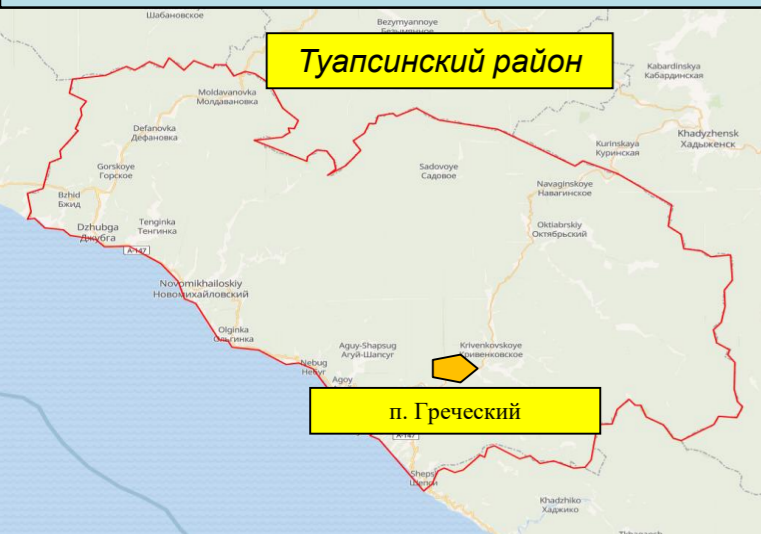 Шабановское
Bezymyannoye
Безымянное
Туапсинский район
Kabardinskya
Кабардинская
Moldavanovka
Молдавановка
Defanovka
Дефановка
Khadyzhensk
Хадыженск
Kurinskaya
Куринская
Gorskoye
Горское
Sadovoye
Садовое
Navaginskoye
Навагинское
Bzhid
Бжид
Tenginka
Тенгинка
Oktiabrskiy
Октябрьский
Dzhubga
Джубга
A-147
Novomikhailoskiy
Новомихайловский
Olginka
Ольгинка
Aguy-Shapsug
Агуй-Шапсуг
Krivenkovskoye
Кривенковское
Nebug
Небуг
Agoy
п. Греческий
A-147
Sheps
Шепси
Khadzhiko
Хаджико